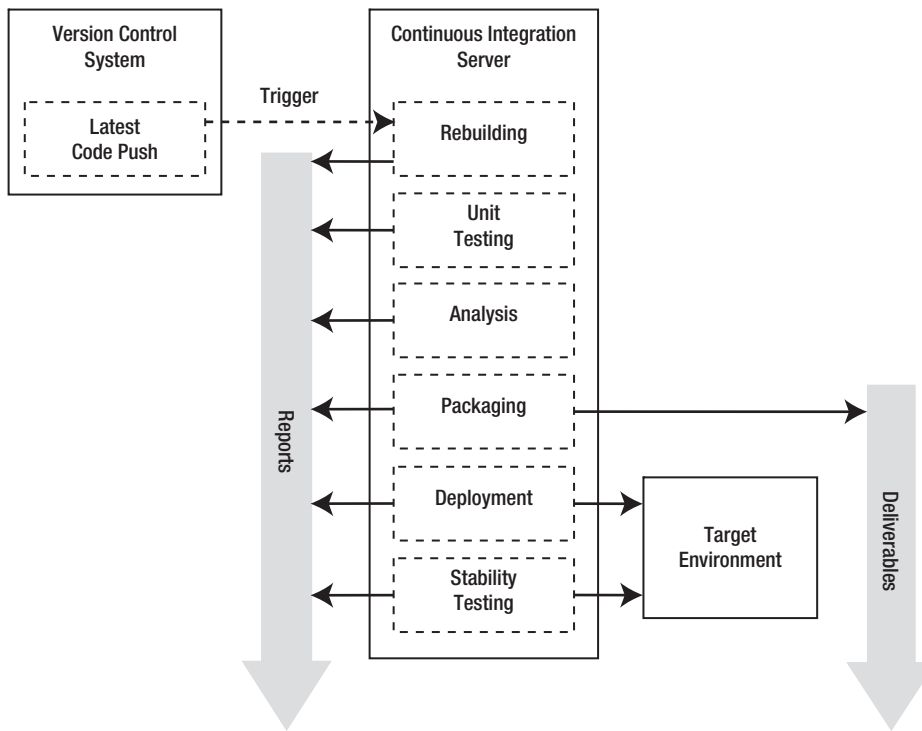 Version Control
System
Latest
Code Push
Trigger
Continuous Integration
Server
Rebuilding
Unit
Testing
Analysis
Packaging
Deployment
Stability
Testing
Reports
Target
Environment
Deliverables